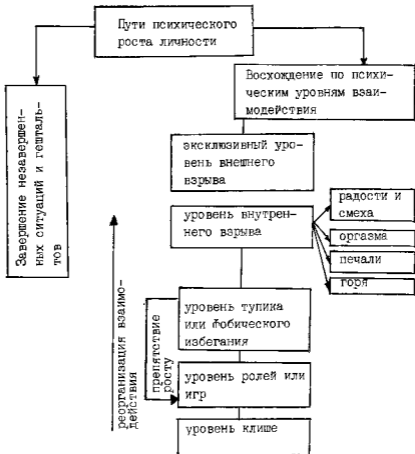 Пути психического
роста личности
Восхождение по психи-
ческим уровням взаи-
модействия
Завершение незавершен-
ных ситуаций и гешталь-
тов
эксклюзивный уро-
вень внешнего
взрыва
уровень внутрен-
него взрыва
радости и
смеха
оргазма
печали
горя
уровень тупика
или фобического
избегания
реорганизация взаимо-
действия
препятствие
росту
уровень ролей или
игр
уровень клише